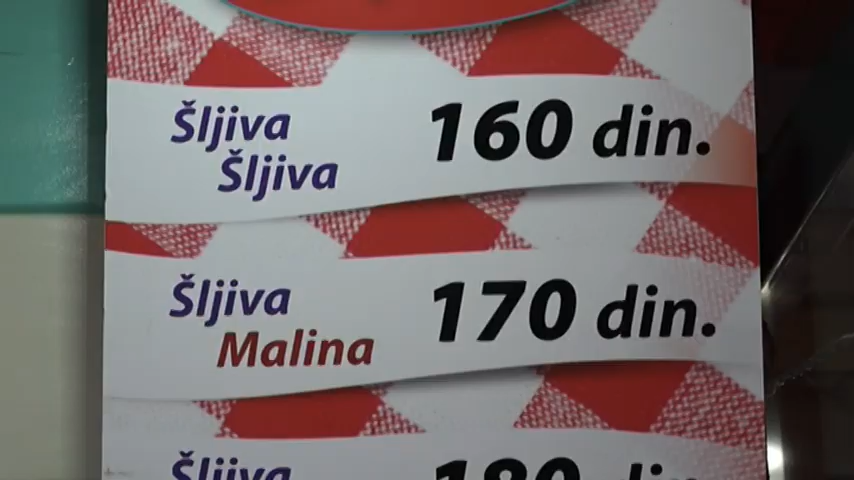 Šljiva
Šljiva
160 din.
Šljiva
Malina
170 din.
Šljiva
180 din.